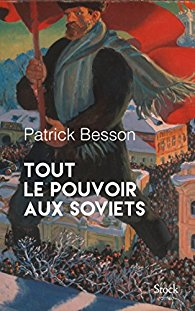 Patrick Besson
TOUT
LE POUVOIR
AUX SOVIETS
Stock